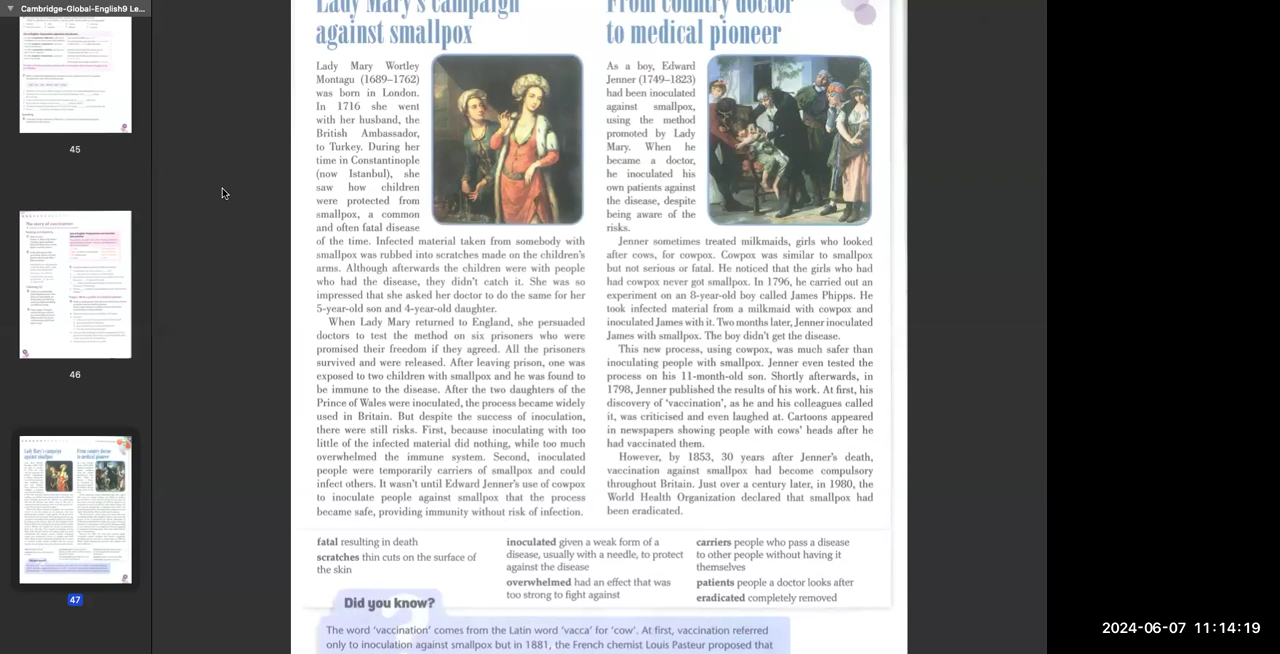 Cambridge-Global-English9 Le...
45
46
47
Lady Mary's campaign
against smallpox
Lady Mary Wortley
Montagu (1689–1762)
was born in London.
In 1716 she went
with her husband, the
British Ambassador,
to Turkey. During her
time in Constantinople
(now Istanbul), she
saw how children
were protected from
smallpox, a common
and often fatal disease
of the time. Infected material taken from somebody with
smallpox was rubbed into scratches made on the children's
arms. Although afterwards the children were near people
who had the disease, they didn't catch it. She was so
impressed that she asked the doctor to do the same for her
5-year-old son and 4-year-old daughter.
When Lady Mary returned to England, she persuaded
doctors to test the method on six prisoners who were
promised their freedom if they agreed. All the prisoners
survived and were released. After leaving prison, one was
exposed to two children with smallpox and he was found to
be immune to the disease. After the two daughters of the
Prince of Wales were inoculated, the process became widely
used in Britain. But despite the success of inoculation,
there were still risks. First, because inoculating with too
little of the infected material did nothing, while too much
overwhelmed the immune system. Second, inoculated
people were temporarily carriers of smallpox and could
infect others. It wasn't until Edward Jenner's use of cowpox
to inoculate people against smallpox that the process
became safe, providing immunity without risk of infection.
From country doctor
to medical pioneer
As a boy, Edward
Jenner (1749–1823)
had been inoculated
against smallpox,
using the method
promoted by Lady
Mary. When he
became a doctor,
he inoculated his
own patients against
the disease, despite
being aware of the
risks.
Jenner sometimes treated milkmaids, girls who looked
after cows, for cowpox. Cowpox was similar to smallpox
but not serious or fatal. He noticed that the girls who had
had cowpox never got smallpox. In 1796, he carried out an
experiment on an 8-year-old boy called James Phipps. He
took infected material from a milkmaid with cowpox and
inoculated James with it. Two months later, Jenner inoculated
James with smallpox. The boy didn't get the disease.
This new process, using cowpox, was much safer than
inoculating people with smallpox. Jenner even tested the
process on his 11-month-old son. Shortly afterwards, in
1798, Jenner published the results of his work. At first, his
discovery of 'vaccination', as he and his colleagues called
it, was criticised and even laughed at. Cartoons appeared
in newspapers showing people with cows' heads after he
had vaccinated them.
However, by 1853, 30 years after Jenner's death,
vaccination against smallpox had become compulsory
throughout Britain. Just over a century later, in 1980, the
World Health Organization declared that smallpox had
been eradicated.
fatal resulting in death
scratches thin cuts on the surface of
the skin
inoculated given a weak form of a
disease, usually with a needle, to protect
against the disease
overwhelmed had an effect that was
too strong to fight against
carriers people who pass a disease
to other people without having it
themselves
patients people a doctor looks after
eradicated completely removed
Did you know?
The word 'vaccination' comes from the Latin word 'vacca' for 'cow'. At first, vaccination referred
only to inoculation against smallpox but in 1881, the French chemist Louis Pasteur proposed that
2024-06-07 11:14:19